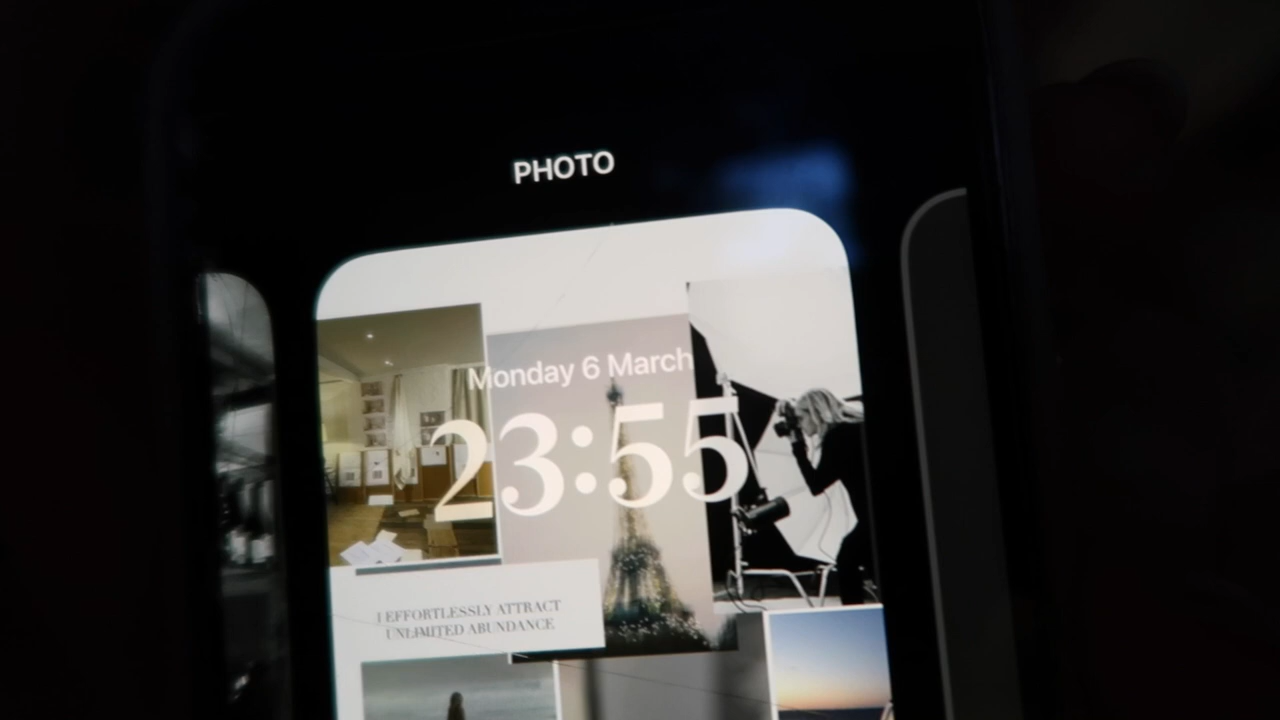 PHOTO
Monday 6 March
23:55
I EFFORTLESSLY ATTRACT
UNLIMITED ABUNDANCE